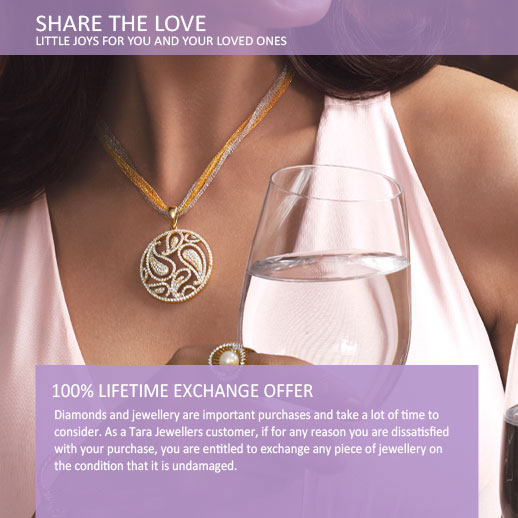 SHARE THE LOVE
LITTLE JOYS FOR YOU AND YOUR LOVED ONES
100% LIFETIME EXCHANGE OFFER
Diamonds and jewellery are important purchases and take a lot of time to
consider. As a Tara Jewellers customer, if for any reason you are dissatisfied
with your purchase, you are entitled to exchange any piece of jewellery on
the condition that it is undamaged.